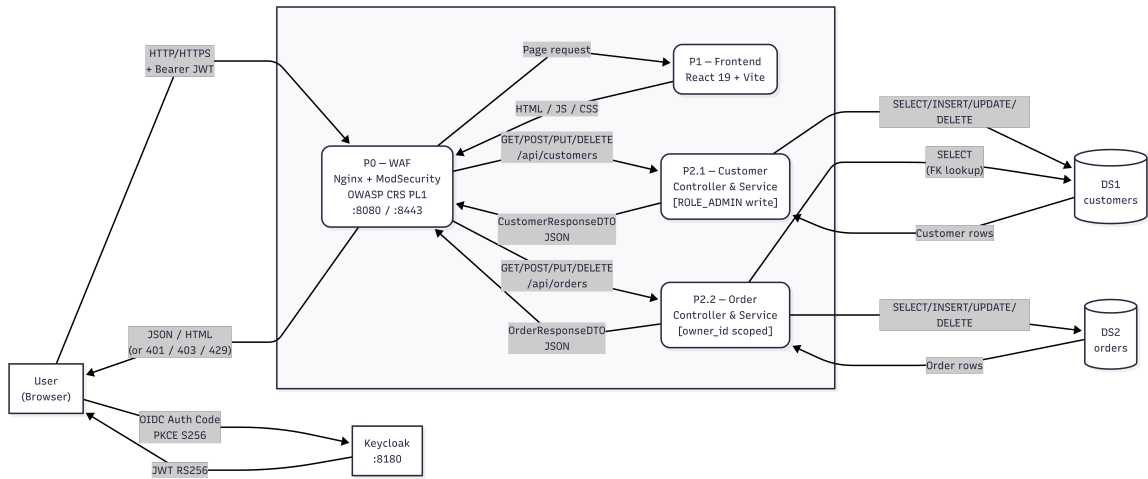 HTTP/HTTPS
+ Bearer JWT
Page request
P1 – Frontend
React 19 + Vite
HTML / JS / CSS
SELECT/INSERT/UPDATE/
DELETE
GET/POST/PUT/DELETE
/api/customers
P0 – WAF
Nginx + ModSecurity
OWASP CRS PL1
:8080 / :8443
P2.1 – Customer
Controller & Service
[ROLE_ADMIN write]
SELECT
(FK lookup)
DS1
customers
CustomerResponseDTO
JSON
Customer rows
GET/POST/PUT/DELETE
/api/orders
P2.2 – Order
Controller & Service
[owner_id scoped]
SELECT/INSERT/UPDATE/
DELETE
DS2
orders
OrderResponseDTO
JSON
Order rows
JSON / HTML
(or 401 / 403 / 429)
User
(Browser)
OIDC Auth Code
PKCE S256
Keycloak
:8180
JWT RS256